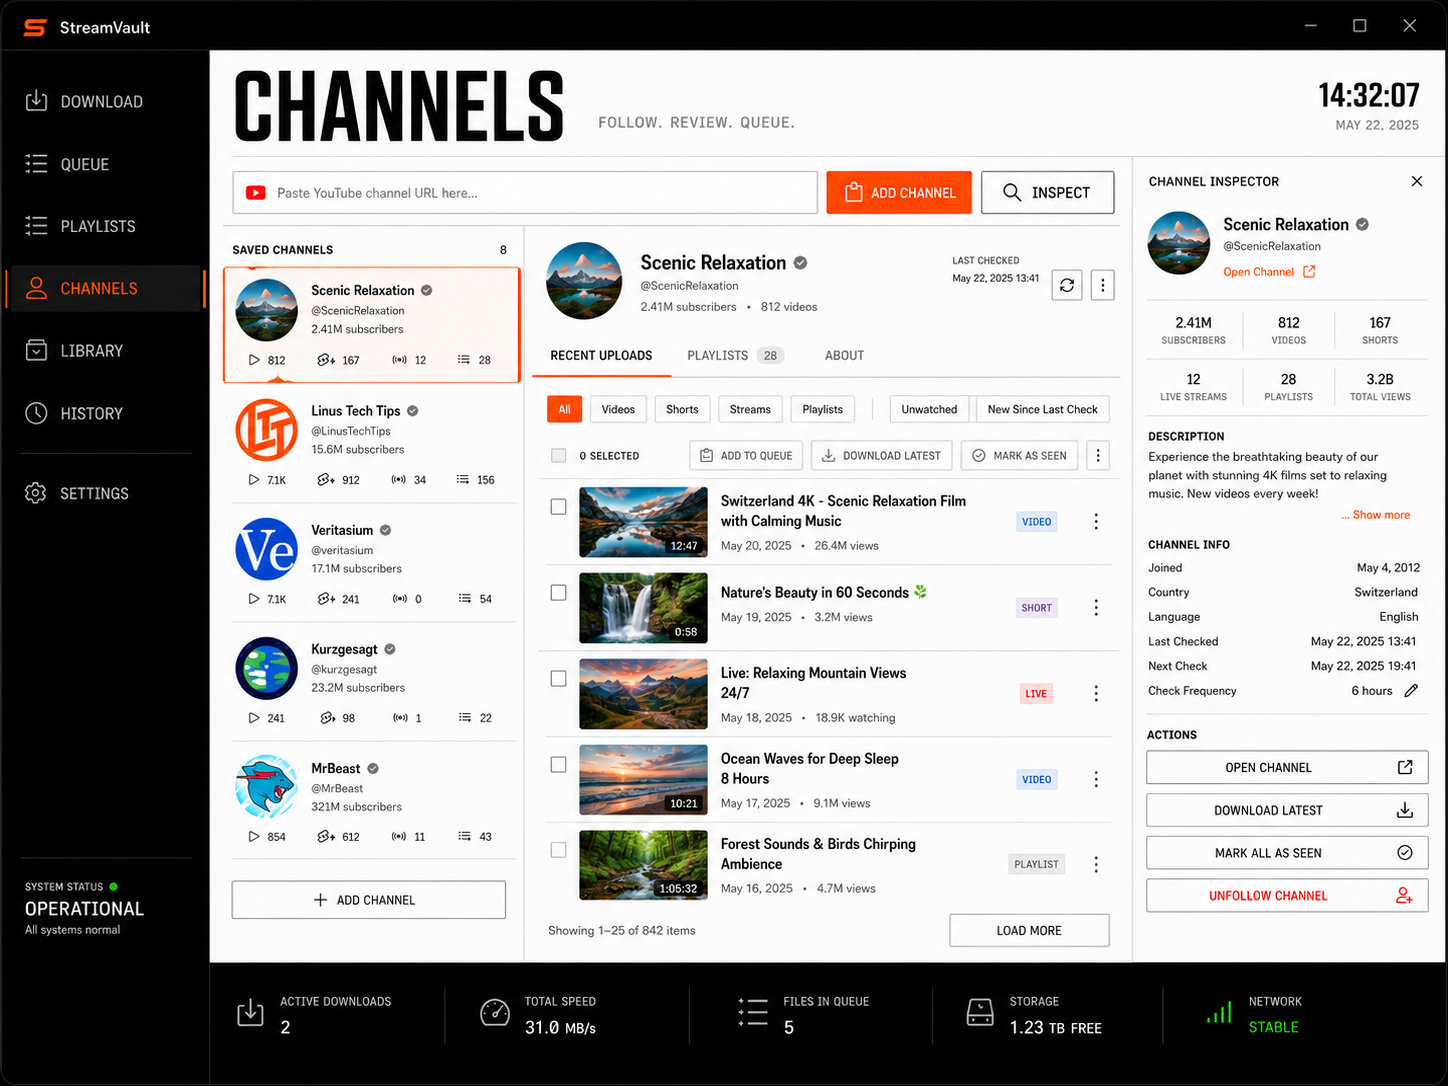 StreamVault
DOWNLOAD
QUEUE
PLAYLISTS
CHANNELS
LIBRARY
HISTORY
SETTINGS
SYSTEM STATUS
OPERATIONAL
All systems normal
CHANNELS
FOLLOW. REVIEW. QUEUE.
14:32:07
MAY 22, 2025
Paste YouTube channel URL here...
ADD CHANNEL
INSPECT
SAVED CHANNELS 8
Scenic Relaxation
@ScenicRelaxation
2.41M subscribers
812 167 12 28
LTT
Linus Tech Tips
@LinusTechTips
15.6M subscribers
7.1K 912 34 156
Ve
Veritasium
@veritasium
17.1M subscribers
7.1K 241 0 54
Kurzgesagt
@kurzgesagt
23.2M subscribers
241 98 1 22
MrBeast
@MrBeast
321M subscribers
854 612 11 43
ADD CHANNEL
Scenic Relaxation
@ScenicRelaxation
2.41M subscribers • 812 videos
LAST CHECKED
May 22, 2025 13:41
RECENT UPLOADS PLAYLISTS 28 ABOUT
All Videos Shorts Streams Playlists Unwatched New Since Last Check
0 SELECTED ADD TO QUEUE DOWNLOAD LATEST MARK AS SEEN
12:47
Switzerland 4K - Scenic Relaxation Film
with Calming Music
May 20, 2025 • 26.4M views
VIDEO
0:58
Nature's Beauty in 60 Seconds 🌿
May 19, 2025 • 3.2M views
SHORT
Live: Relaxing Mountain Views
24/7
May 18, 2025 • 18.9K watching
LIVE
10:21
Ocean Waves for Deep Sleep
8 Hours
May 17, 2025 • 9.1M views
VIDEO
1:05:32
Forest Sounds & Birds Chirping
Ambience
May 16, 2025 • 4.7M views
PLAYLIST
Showing 1–25 of 842 items
LOAD MORE
CHANNEL INSPECTOR
Scenic Relaxation
@ScenicRelaxation
Open Channel
2.41M 812 167
SUBSCRIBERS VIDEOS SHORTS
12 28 3.2B
LIVE STREAMS PLAYLISTS TOTAL VIEWS
DESCRIPTION
Experience the breathtaking beauty of our
planet with stunning 4K films set to relaxing
music. New videos every week!
... Show more
CHANNEL INFO
Joined May 4, 2012
Country Switzerland
Language English
Last Checked May 22, 2025 13:41
Next Check May 22, 2025 19:41
Check Frequency 6 hours
ACTIONS
OPEN CHANNEL
DOWNLOAD LATEST
MARK ALL AS SEEN
UNFOLLOW CHANNEL
ACTIVE DOWNLOADS
2
TOTAL SPEED
31.0 MB/s
FILES IN QUEUE
5
STORAGE
1.23 TB FREE
NETWORK
STABLE